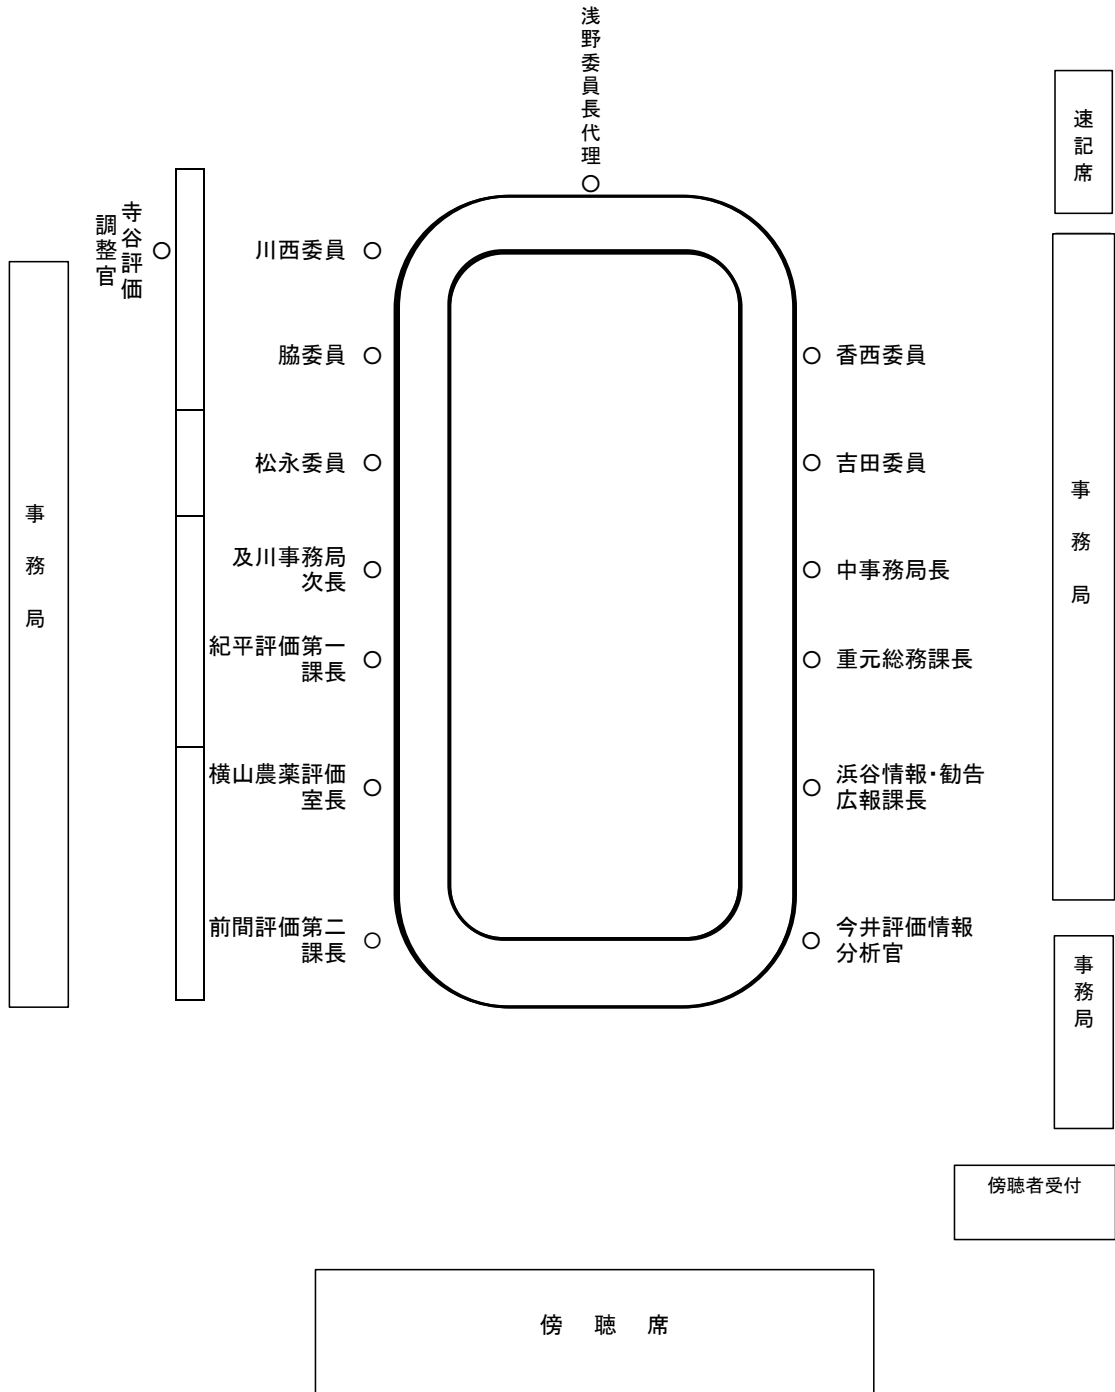 浅野委員長代理
速記席
寺谷評価
調整官
川西委員
脇委員
香西委員
松永委員
吉田委員
事務局
事務局
及川事務局
次長
中事務局長
紀平評価第一
課長
重元総務課長
横山農薬評価
室長
浜谷情報・勧告
広報課長
前間評価第二
課長
今井評価情報
分析官
事務局
傍聴者受付
傍聴席